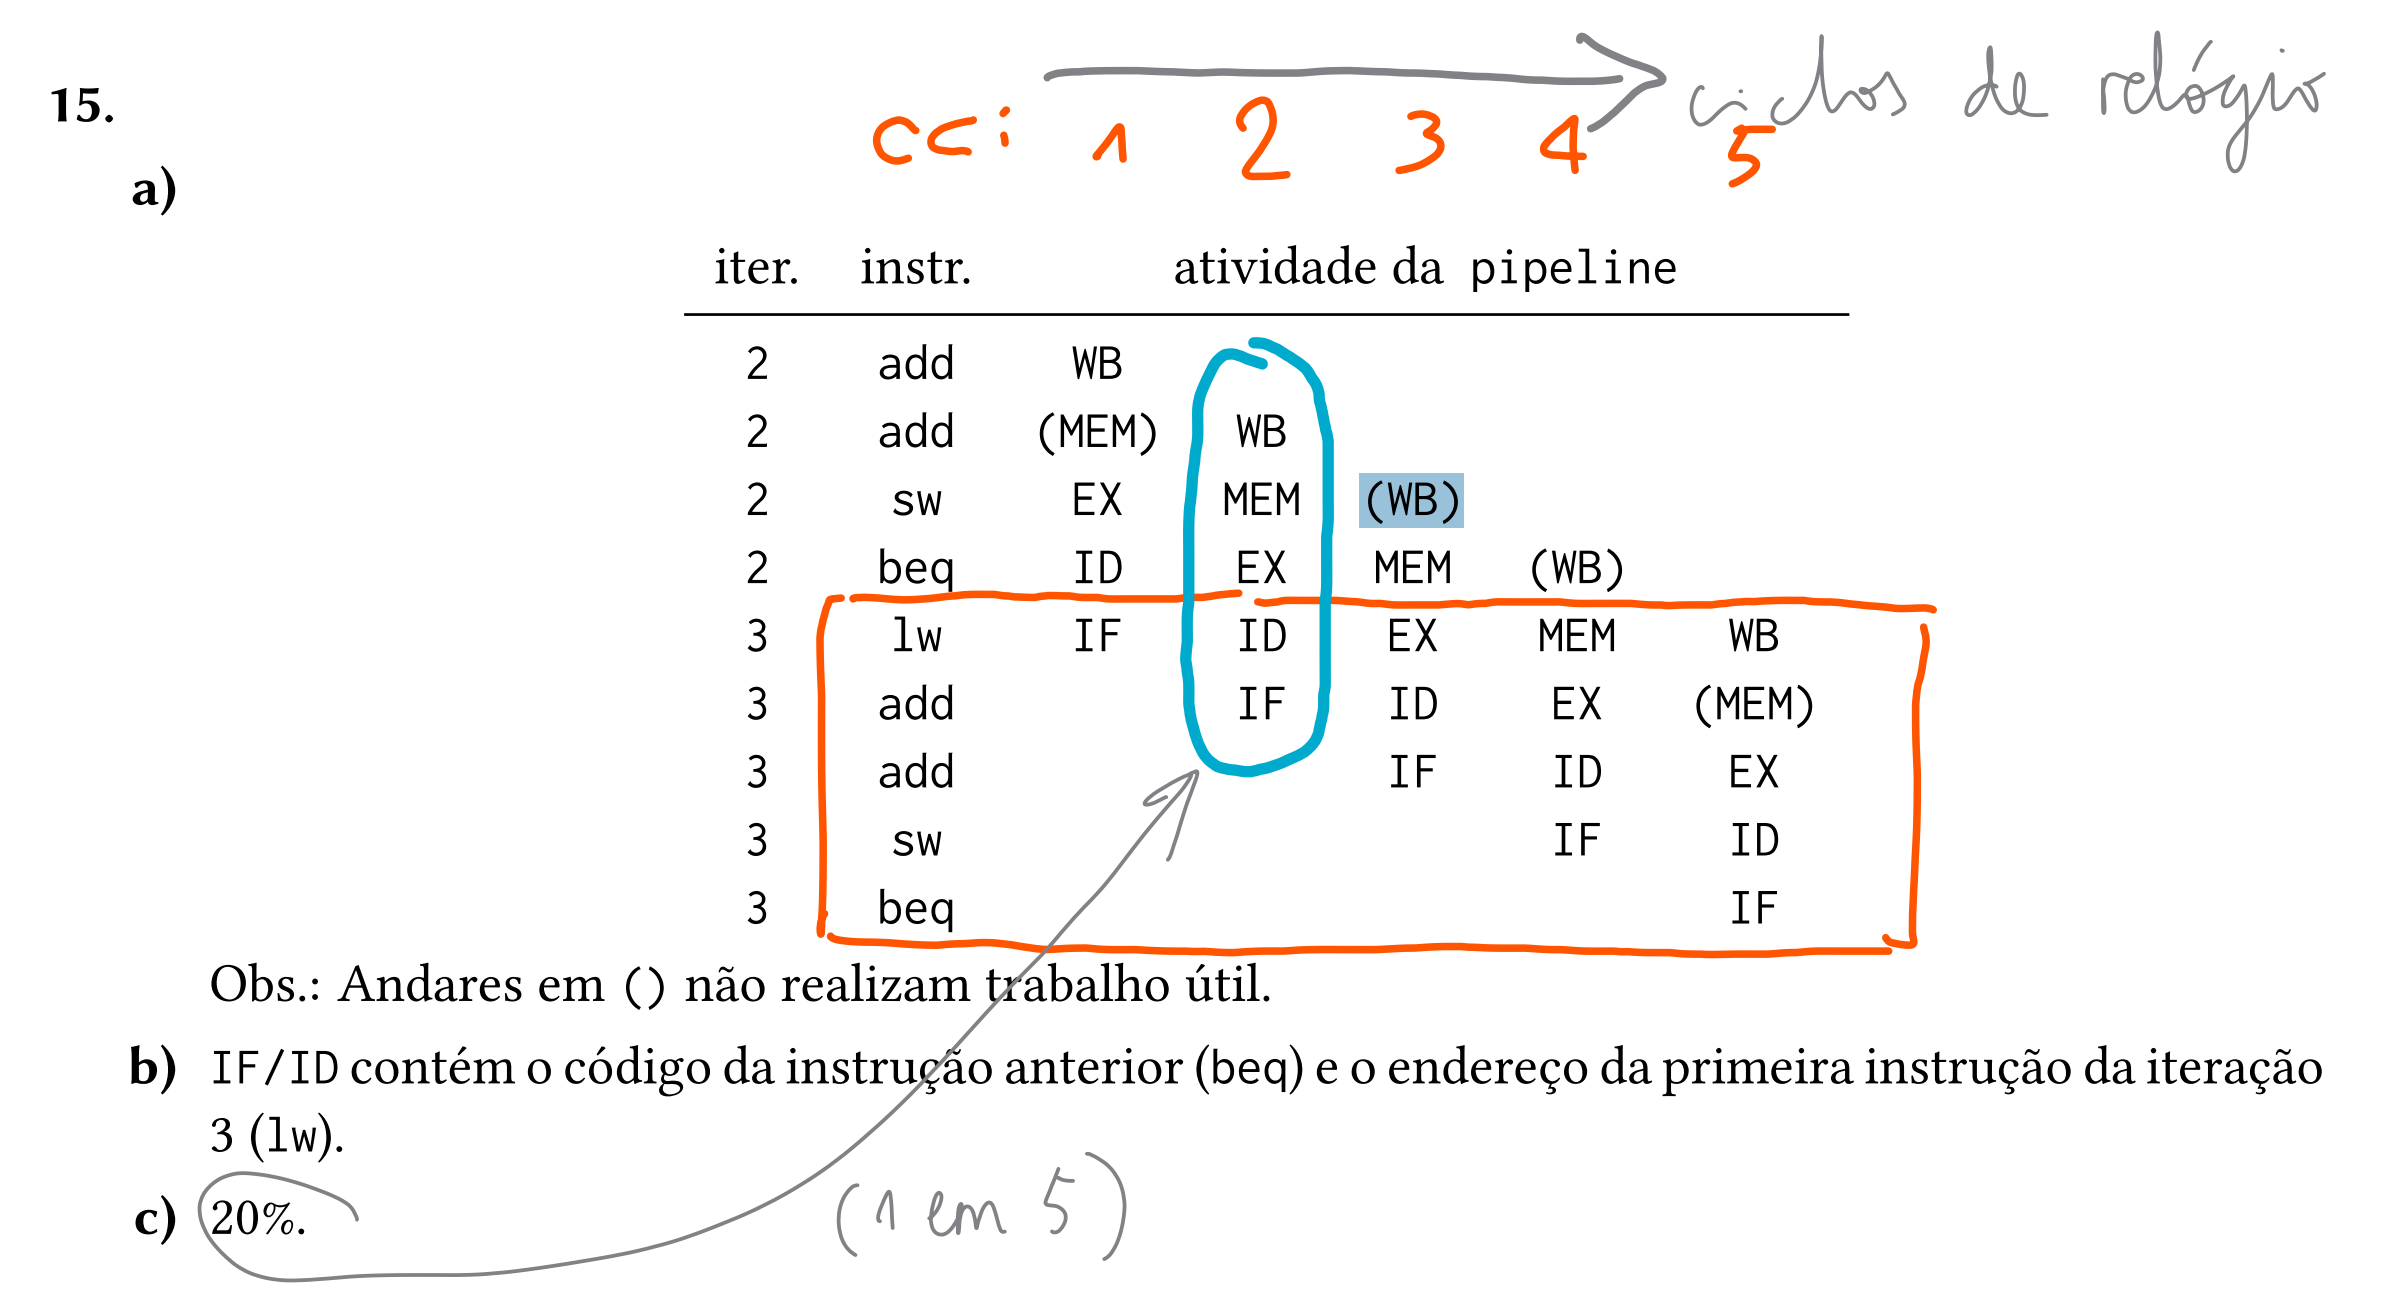 15.
ciclos de relógio
cc: 1 2 3 4 5
a)
iter. instr. atividade da pipeline
2 add WB
2 add (MEM) WB
2 sw EX MEM (WB)
2 beq ID EX MEM (WB)
3 lw IF ID EX MEM WB
3 add IF ID EX (MEM)
3 add IF ID EX
3 sw IF ID
3 beq IF
Obs.: Andares em () não realizam trabalho útil.
b) IF/ID contém o código da instrução anterior (beq) e o endereço da primeira instrução da iteração
3 (lw).
c) 20%. (1 em 5)